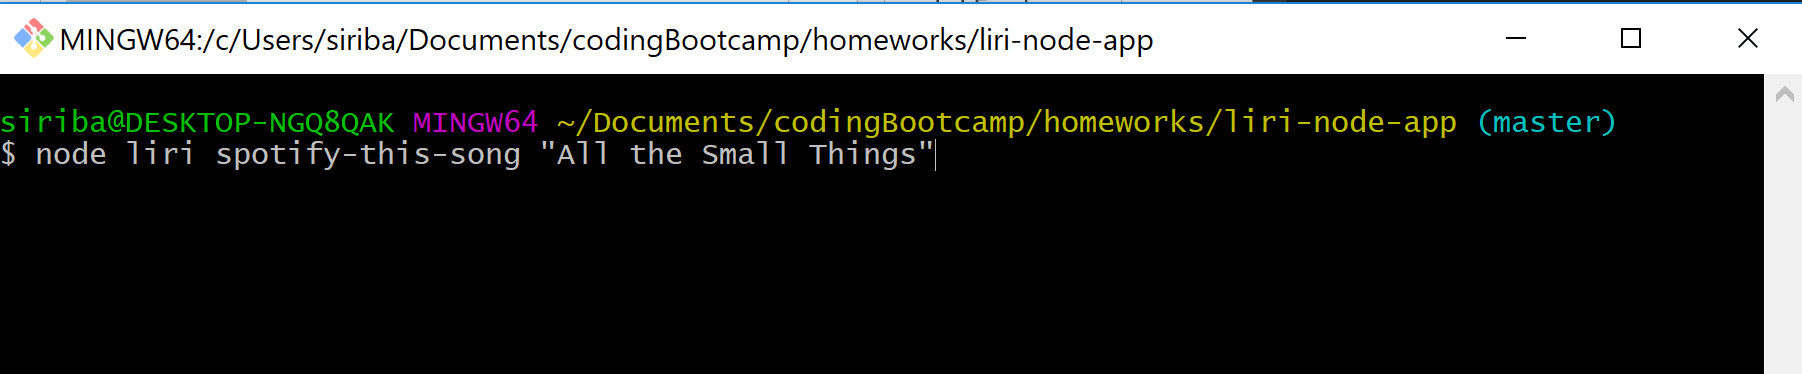 MINGW64:/c/Users/siriba/Documents/codingBootcamp/homeworks/liri-node-app
siriba@DESKTOP-NGQ8QAK MINGW64 ~/Documents/codingBootcamp/homeworks/liri-node-app (master)
$ node liri spotify-this-song "All the Small Things"